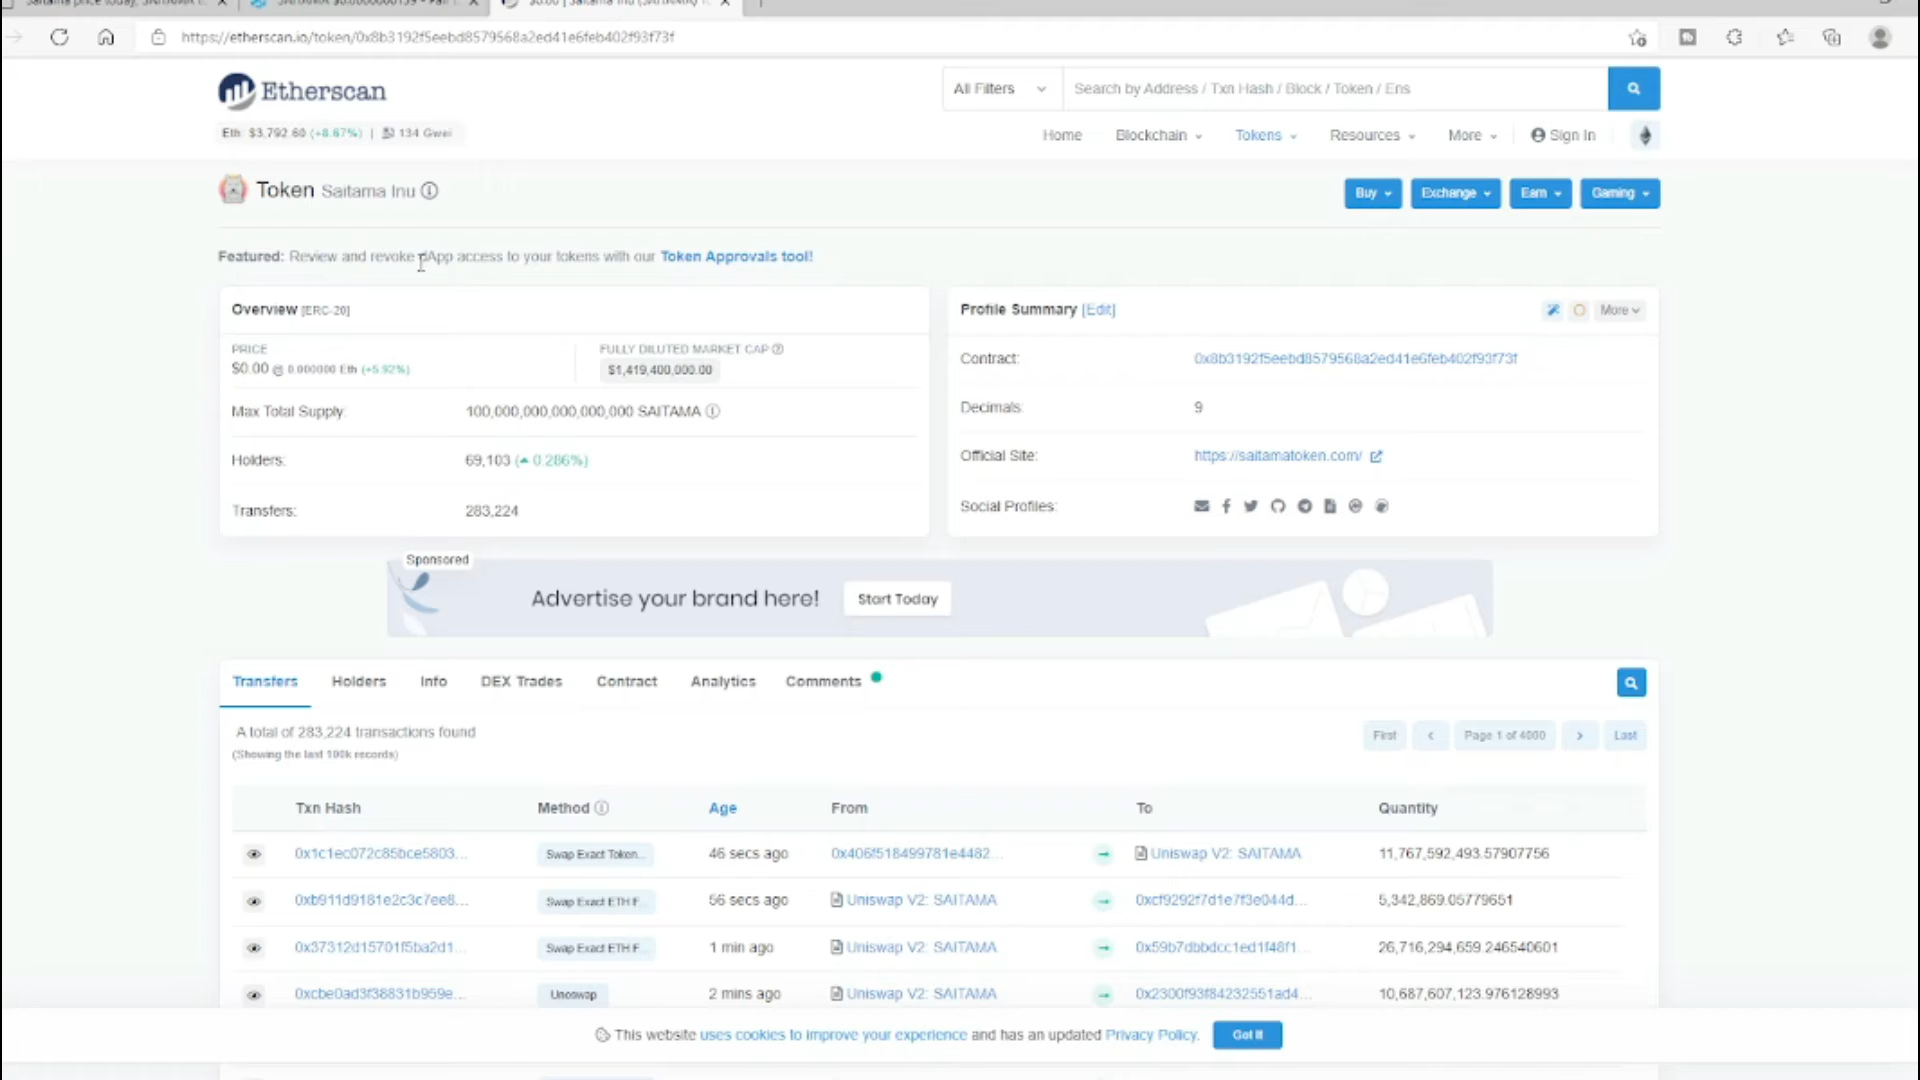 https://etherscan.io/token/0x8b3192f5eebd8579568a2ed41e6feb402f93f73f
Etherscan
All Filters
Search by Address / Txn Hash / Block / Token / Ens
Eth: $3,792.60 (+8.67%) | 134 Gwei
Home Blockchain Tokens Resources More Sign In
Token Saitama Inu
Buy Exchange Earn Gaming
Featured: Review and revoke dApp access to your tokens with our Token Approvals tool!
Overview [ERC-20]
PRICE
$0.00 @ 0.000000 Eth (+5.92%)
FULLY DILUTED MARKET CAP
$1,419,400,000.00
Max Total Supply: 100,000,000,000,000,000 SAITAMA
Holders: 69,103 (0.286%)
Transfers: 283,224
Profile Summary [Edit]
More
Contract: 0x8b3192f5eebd8579568a2ed41e6feb402f93f73f
Decimals: 9
Official Site: https://saitamatoken.com/
Social Profiles:
Sponsored
Advertise your brand here! Start Today
Transfers Holders Info DEX Trades Contract Analytics Comments
A total of 283,224 transactions found
(Showing the last 100k records)
First < Page 1 of 4000 > Last
Txn Hash Method Age From To Quantity
0x1c1ec072c85bce5803... Swap Exact Token... 46 secs ago 0x406f518499781e4482... Uniswap V2: SAITAMA 11,767,592,493.57907756
0xb911d9181e2c3c7ee8... Swap Exact ETH F... 56 secs ago Uniswap V2: SAITAMA 0xcf9292f7d1e7f3e044d... 5,342,869.05779651
0x37312d15701f5ba2d1... Swap Exact ETH F... 1 min ago Uniswap V2: SAITAMA 0x59b7dbbdcc1ed1f48f1... 26,716,294,659.246540601
0xcbe0ad3f38831b959e... Unoswap 2 mins ago Uniswap V2: SAITAMA 0x2300f93f84232551ad4... 10,687,607,123.976128993
This website uses cookies to improve your experience and has an updated Privacy Policy. Got It